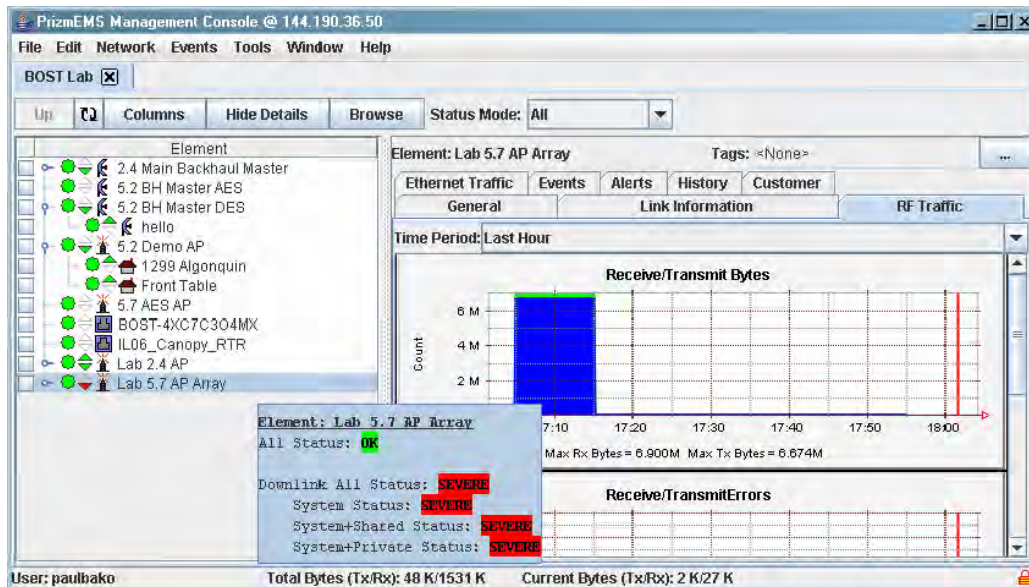 PrizmEMS Management Console @ 144.190.36.50
File Edit Network Events Tools Window Help
BOST Lab
Up Columns Hide Details Browse Status Mode: All
Element
2.4 Main Backhaul Master
5.2 BH Master AES
5.2 BH Master DES
hello
5.2 Demo AP
1299 Algonquin
Front Table
5.7 AES AP
BOST-4XC7C3O4MX
IL06_Canopy_RTR
Lab 2.4 AP
Lab 5.7 AP Array
Element: Lab 5.7 AP Array Tags: <None> ...
Ethernet Traffic Events Alerts History Customer
General Link Information RF Traffic
Time Period: Last Hour
Receive/Transmit Bytes
6 M
4 M
2 M
Count
7:10 17:20 17:30 17:40 17:50 18:00
Max Rx Bytes = 6.900M Max Tx Bytes = 6.674M
Receive/TransmitErrors
Element: Lab 5.7 AP Array
All Status: OK
Downlink All Status: SEVERE
System Status: SEVERE
System+Shared Status: SEVERE
System+Private Status: SEVERE
User: paulbako Total Bytes (Tx/Rx): 48 K/1531 K Current Bytes (Tx/Rx): 2 K/27 K